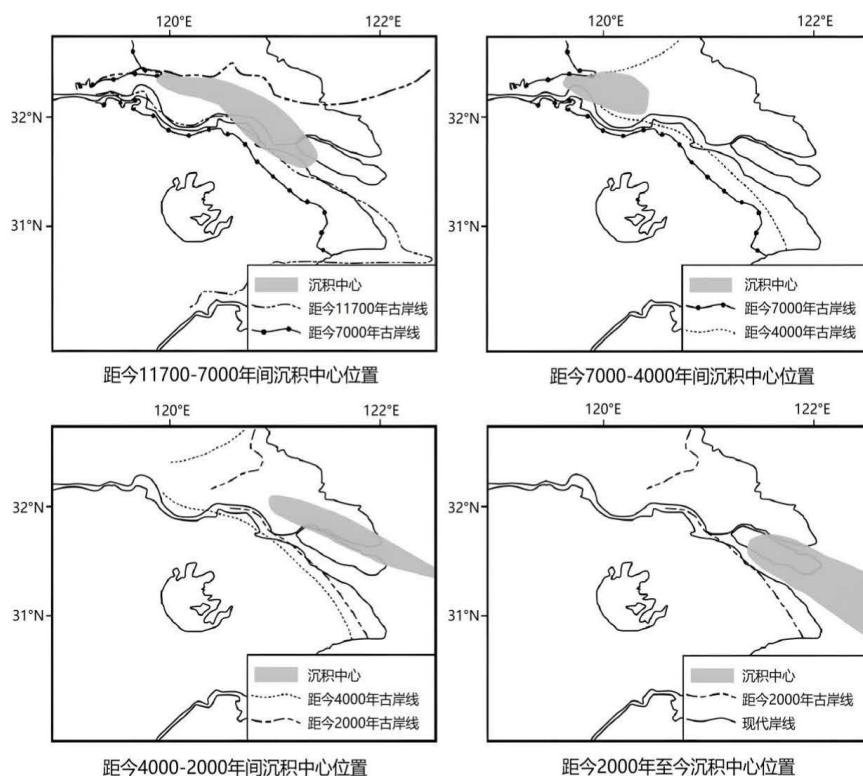 120°E 122°E
32°N
31°N
沉积中心
距今11700年古岸线
距今7000年古岸线
距今11700-7000年间沉积中心位置
120°E 122°E
32°N
31°N
沉积中心
距今7000年古岸线
距今4000年古岸线
距今7000-4000年间沉积中心位置
120°E 122°E
32°N
31°N
沉积中心
距今4000年古岸线
距今2000年古岸线
距今4000-2000年间沉积中心位置
120°E 122°E
32°N
31°N
沉积中心
距今2000年古岸线
现代岸线
距今2000年至今沉积中心位置